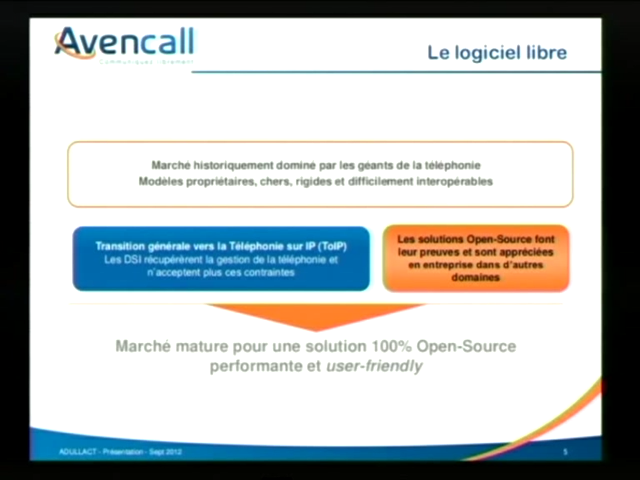 Avencall
Communiquez librement
Le logiciel libre
Marché historiquement dominé par les géants de la téléphonie
Modèles propriétaires, chers, rigides et difficilement interopérables
Transition générale vers la Téléphonie sur IP (ToIP)
Les DSI récupérèrent la gestion de la téléphonie et
n'acceptent plus ces contraintes
Les solutions Open-Source font
leur preuves et sont appréciées
en entreprise dans d'autres
domaines
Marché mature pour une solution 100% Open-Source
performante et user-friendly
ADULLACT - Présentation - Sept 2012
5